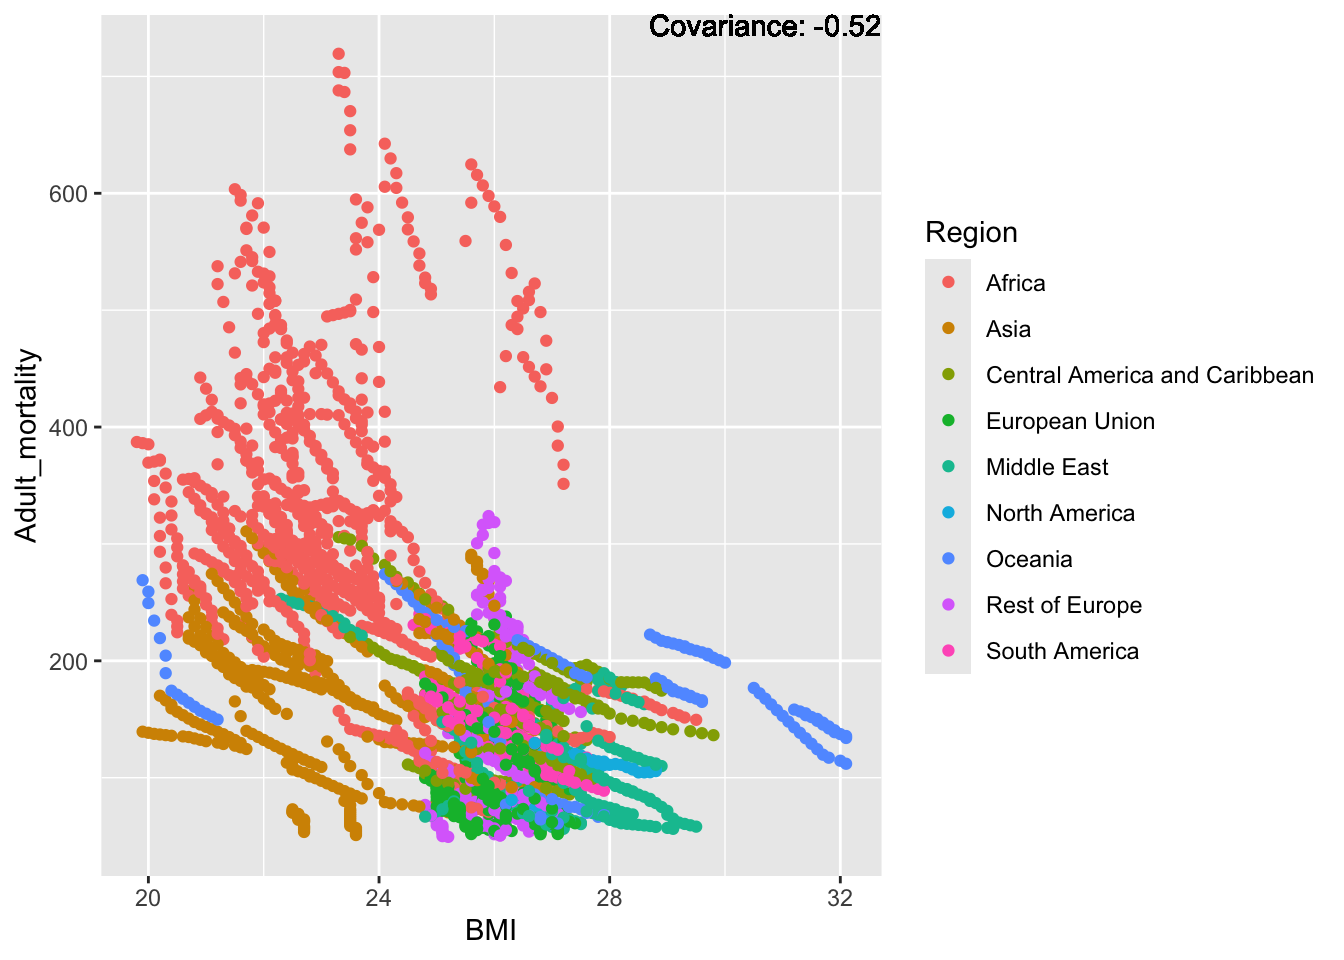 Covariance: -0.52
600
400
200
Adult_mortality
20
24
28
32
BMI
Region
Africa
Asia
Central America and Caribbean
European Union
Middle East
North America
Oceania
Rest of Europe
South America